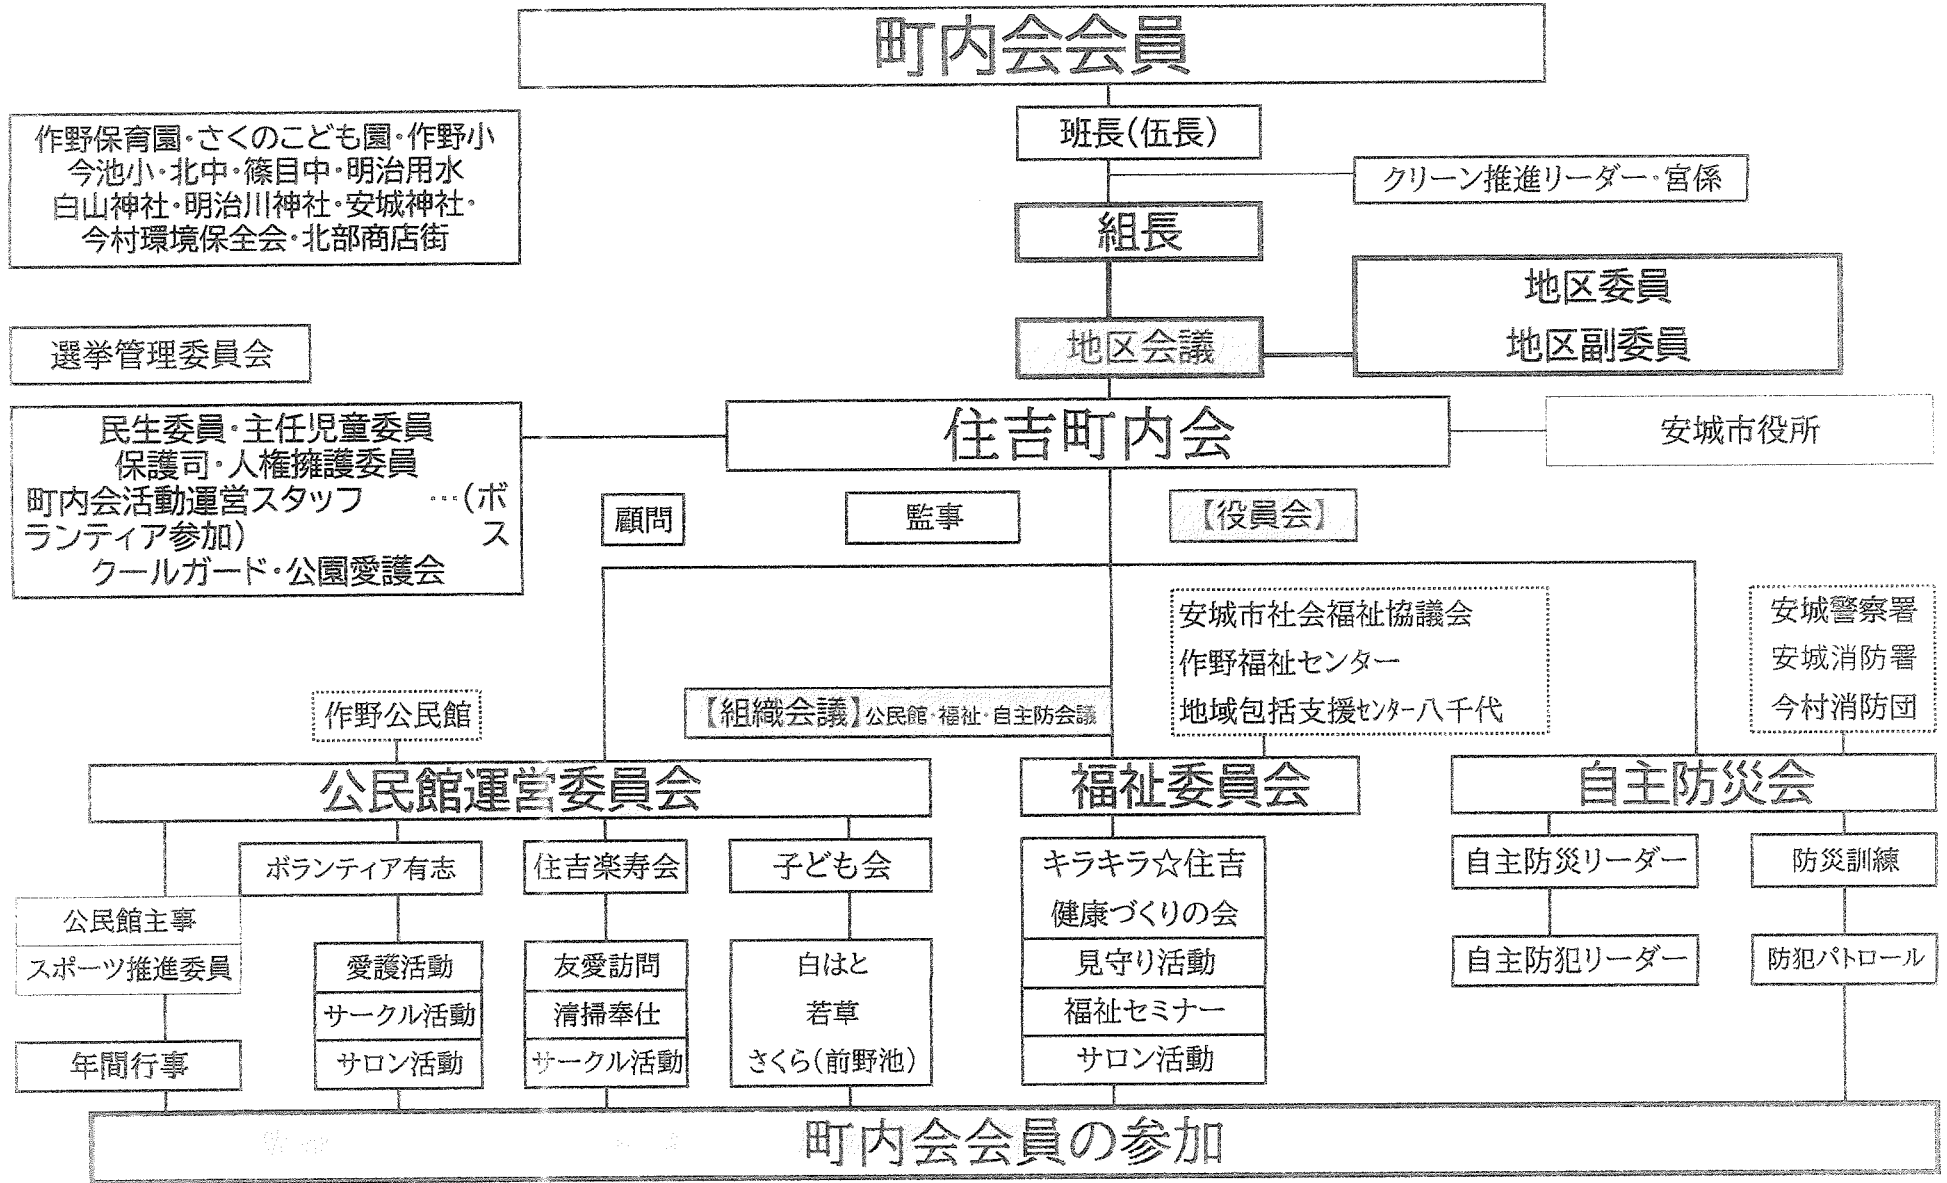 町内会会員
班長(伍長)
作野保育園・さくのこども園・作野小
今池小・北中・篠目中・明治用水
白山神社・明治川神社・安城神社・
今村環境保全会・北部商店街
クリーン推進リーダー・宮係
組長
地区委員
地区副委員
地区会議
選挙管理委員会
民生委員・主任児童委員
保護司・人権擁護委員
町内会活動運営スタッフ　…(ボ
ランティア参加)　ス
クールガード・公園愛護会
住吉町内会
安城市役所
顧問
監事
【役員会】
安城市社会福祉協議会
作野福祉センター
地域包括支援センター八千代
安城警察署
安城消防署
今村消防団
作野公民館
【組織会議】公民館・福祉・自主防会議
公民館運営委員会
福祉委員会
自主防災会
ボランティア有志
住吉楽寿会
子ども会
キラキラ☆住吉
健康づくりの会
自主防災リーダー
防災訓練
公民館主事
スポーツ推進委員
愛護活動
サークル活動
サロン活動
友愛訪問
清掃奉仕
サークル活動
白はと
若草
さくら(前野池)
見守り活動
福祉セミナー
サロン活動
自主防犯リーダー
防犯パトロール
年間行事
町内会会員の参加